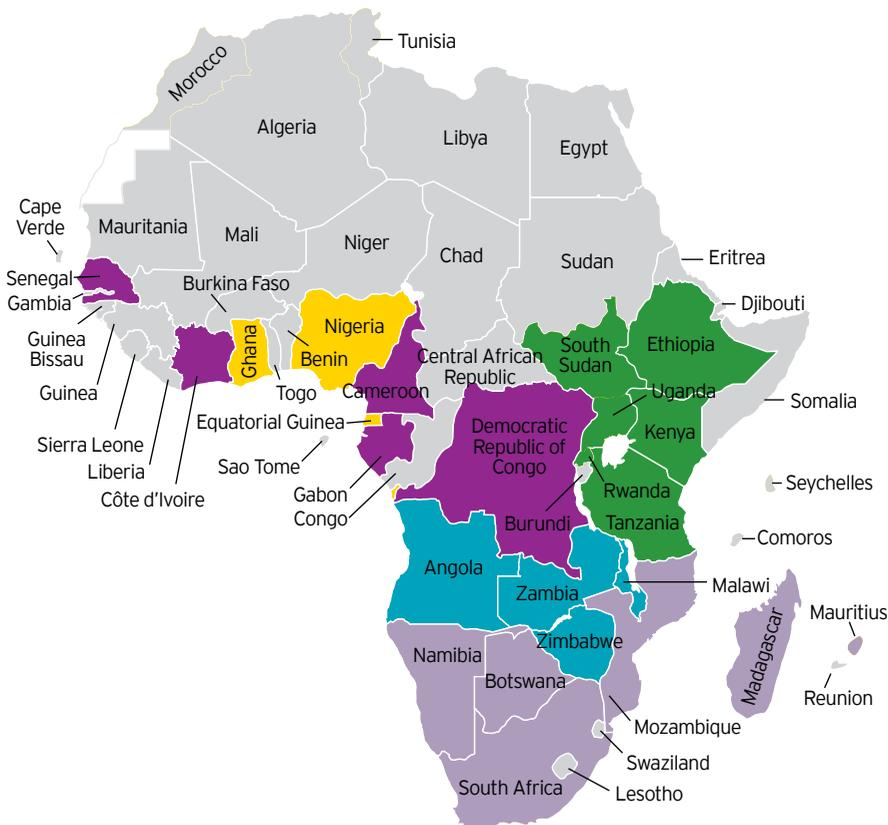 Tunisia
Morocco
Algeria
Libya
Egypt
Cape
Verde
Mauritania
Mali
Niger
Chad
Sudan
Eritrea
Senegal
Gambia
Burkina Faso
Djibouti
Guinea
Bissau
Ghana
Nigeria
Benin
South
Sudan
Ethiopia
Central African
Republic
Guinea
Togo
Cameroon
Uganda
Somalia
Equatorial Guinea
Democratic
Republic of
Congo
Kenya
Sierra Leone
Liberia
Côte d'Ivoire
Sao Tome
Gabon
Congo
Rwanda
Burundi
Tanzania
Seychelles
Comoros
Angola
Zambia
Malawi
Mauritius
Madagascar
Namibia
Zimbabwe
Botswana
Reunion
Mozambique
Swaziland
South Africa
Lesotho